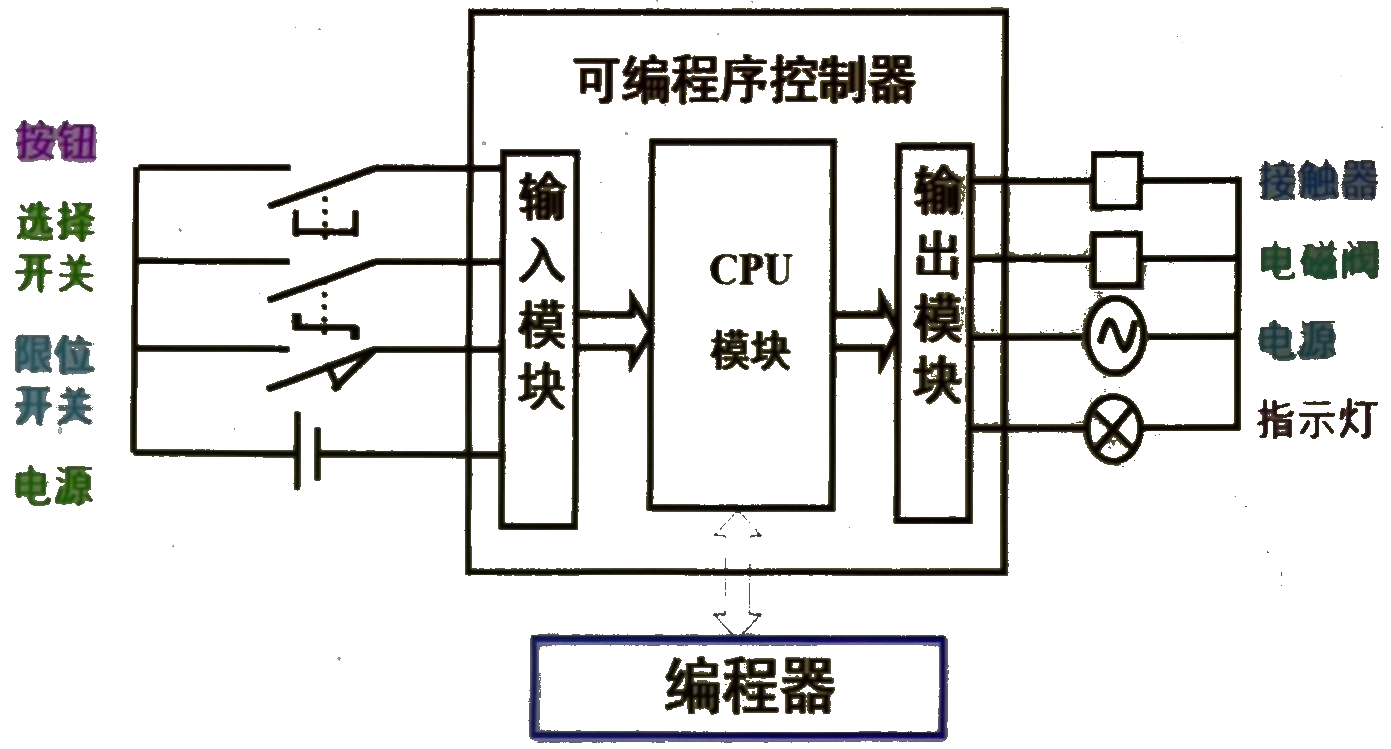 可编程序控制器
按钮
选择
开关
限位
开关
电源
输入模块
CPU
模块
输出模块
接触器
电磁阀
电源
指示灯
编程器